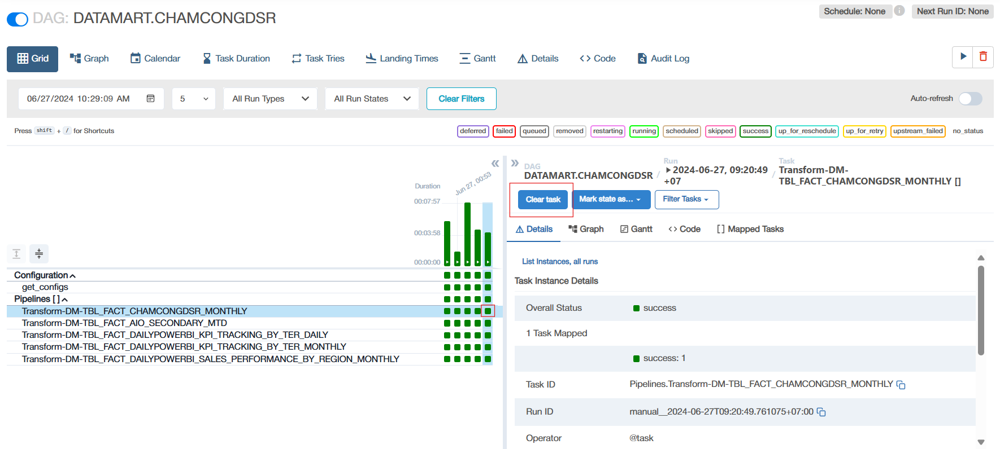 DAG: DATAMART.CHAMCONGDSR
Schedule: None
Next Run ID: None
Grid
Graph
Calendar
Task Duration
Task Tries
Landing Times
Gantt
Details
Code
Audit Log
06/27/2024 10:29:09 AM
5
All Run Types
All Run States
Clear Filters
Auto-refresh
Press shift + / for Shortcuts
deferred
failed
queued
removed
restarting
running
scheduled
skipped
success
up_for_reschedule
up_for_retry
upstream_failed
no_status
Duration
Jun 27, 00:53
00:07:57
00:03:58
00:00:00
Configuration
get_configs
Pipelines [ ]
Transform-DM-TBL_FACT_CHAMCONGDSR_MONTHLY
Transform-DM-TBL_FACT_AIO_SECONDARY_MTD
Transform-DM-TBL_FACT_DAILYPOWERBI_KPI_TRACKING_BY_TER_DAILY
Transform-DM-TBL_FACT_DAILYPOWERBI_KPI_TRACKING_BY_TER_MONTHLY
Transform-DM-TBL_FACT_DAILYPOWERBI_SALES_PERFORMANCE_BY_REGION_MONTHLY
DAG
DATAMART.CHAMCONGDSR
/
Run
2024-06-27, 09:20:49
+07
/
Task
Transform-DM-
TBL_FACT_CHAMCONGDSR_MONTHLY []
Clear task
Mark state as...
Filter Tasks
Details
Graph
Gantt
Code
[ ] Mapped Tasks
List Instances, all runs
Task Instance Details
Overall Status
success
1 Task Mapped
success: 1
Task ID
Pipelines.Transform-DM-TBL_FACT_CHAMCONGDSR_MONTHLY
Run ID
manual__2024-06-27T09:20:49.761075+07:00
Operator
@task